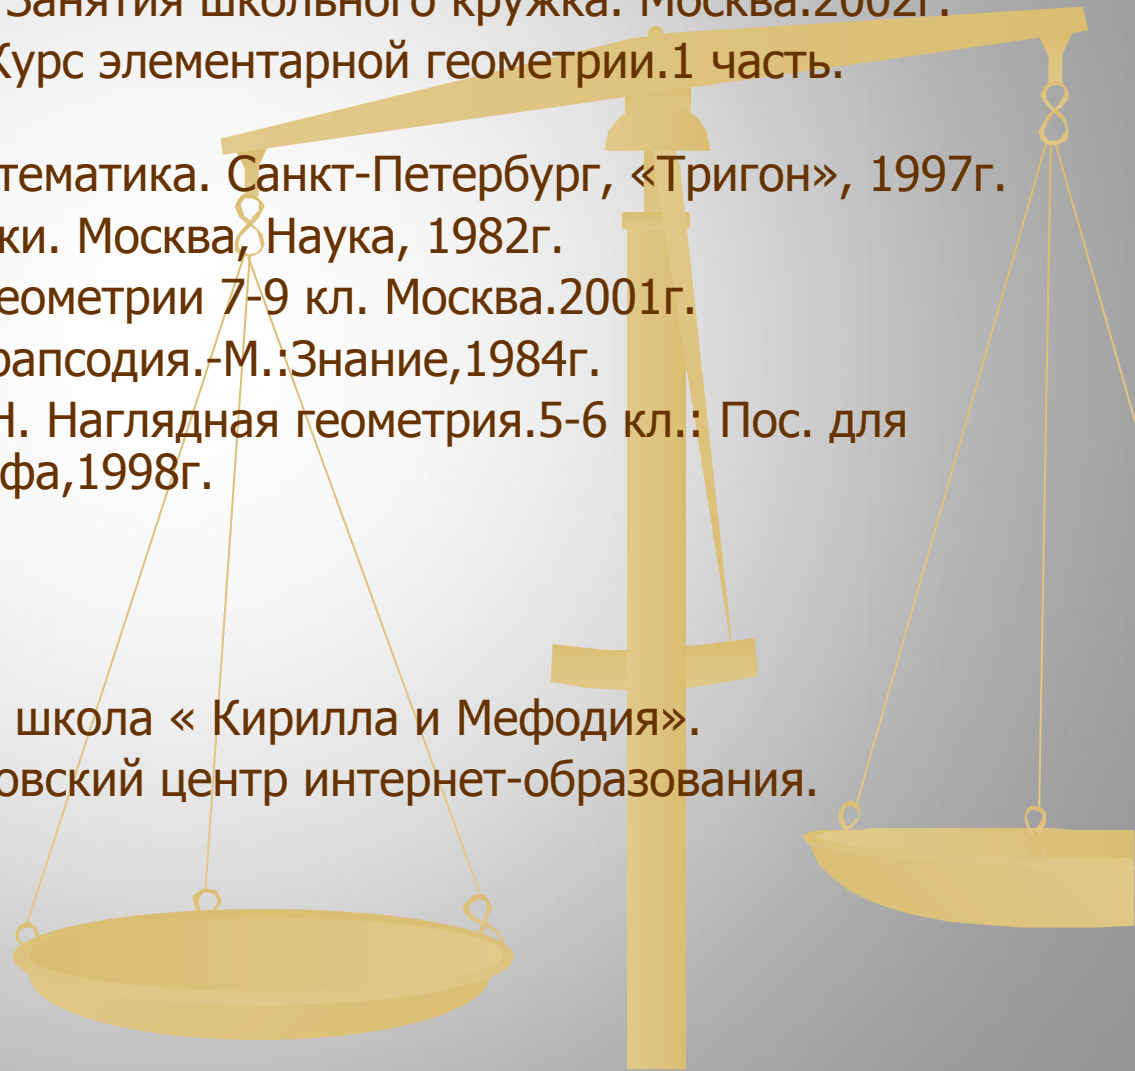 Занятия школьного кружка. Москва.2002г.
Курс элементарной геометрии.1 часть.
тематика. Санкт-Петербург, «Тригон», 1997г.
ки. Москва, Наука, 1982г.
еометрии 7-9 кл. Москва.2001г.
рапсодия.-М.:Знание,1984г.
Н. Наглядная геометрия.5-6 кл.: Пос. для
фа,1998г.
школа « Кирилла и Мефодия».
овский центр интернет-образования.